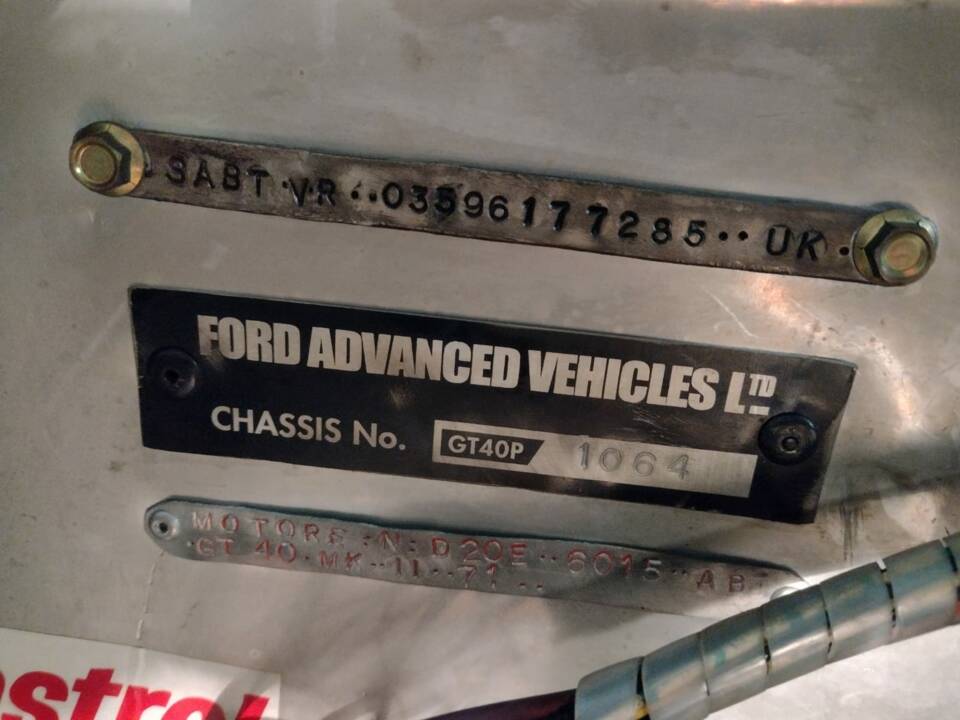 SABT·VR··03596177285··UK·
FORD ADVANCED VEHICLES LTD
CHASSIS No. GT40P 1064
MOTORE·N·D20E··6015··AB
·GT 40·MK·II··71··